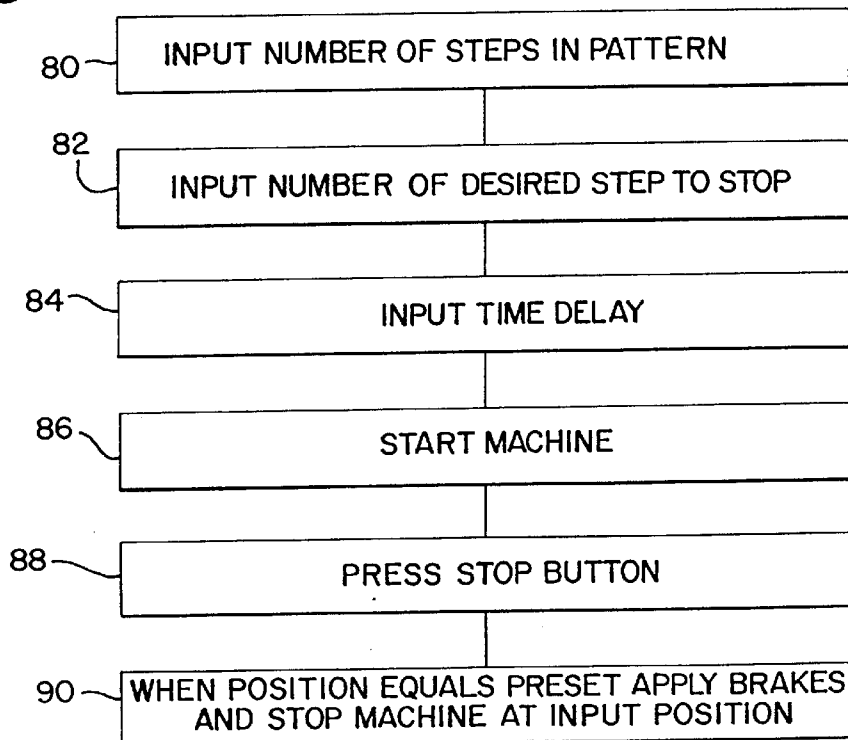 80 INPUT NUMBER OF STEPS IN PATTERN
82 INPUT NUMBER OF DESIRED STEP TO STOP
84 INPUT TIME DELAY
86 START MACHINE
88 PRESS STOP BUTTON
90 WHEN POSITION EQUALS PRESET APPLY BRAKES
AND STOP MACHINE AT INPUT POSITION